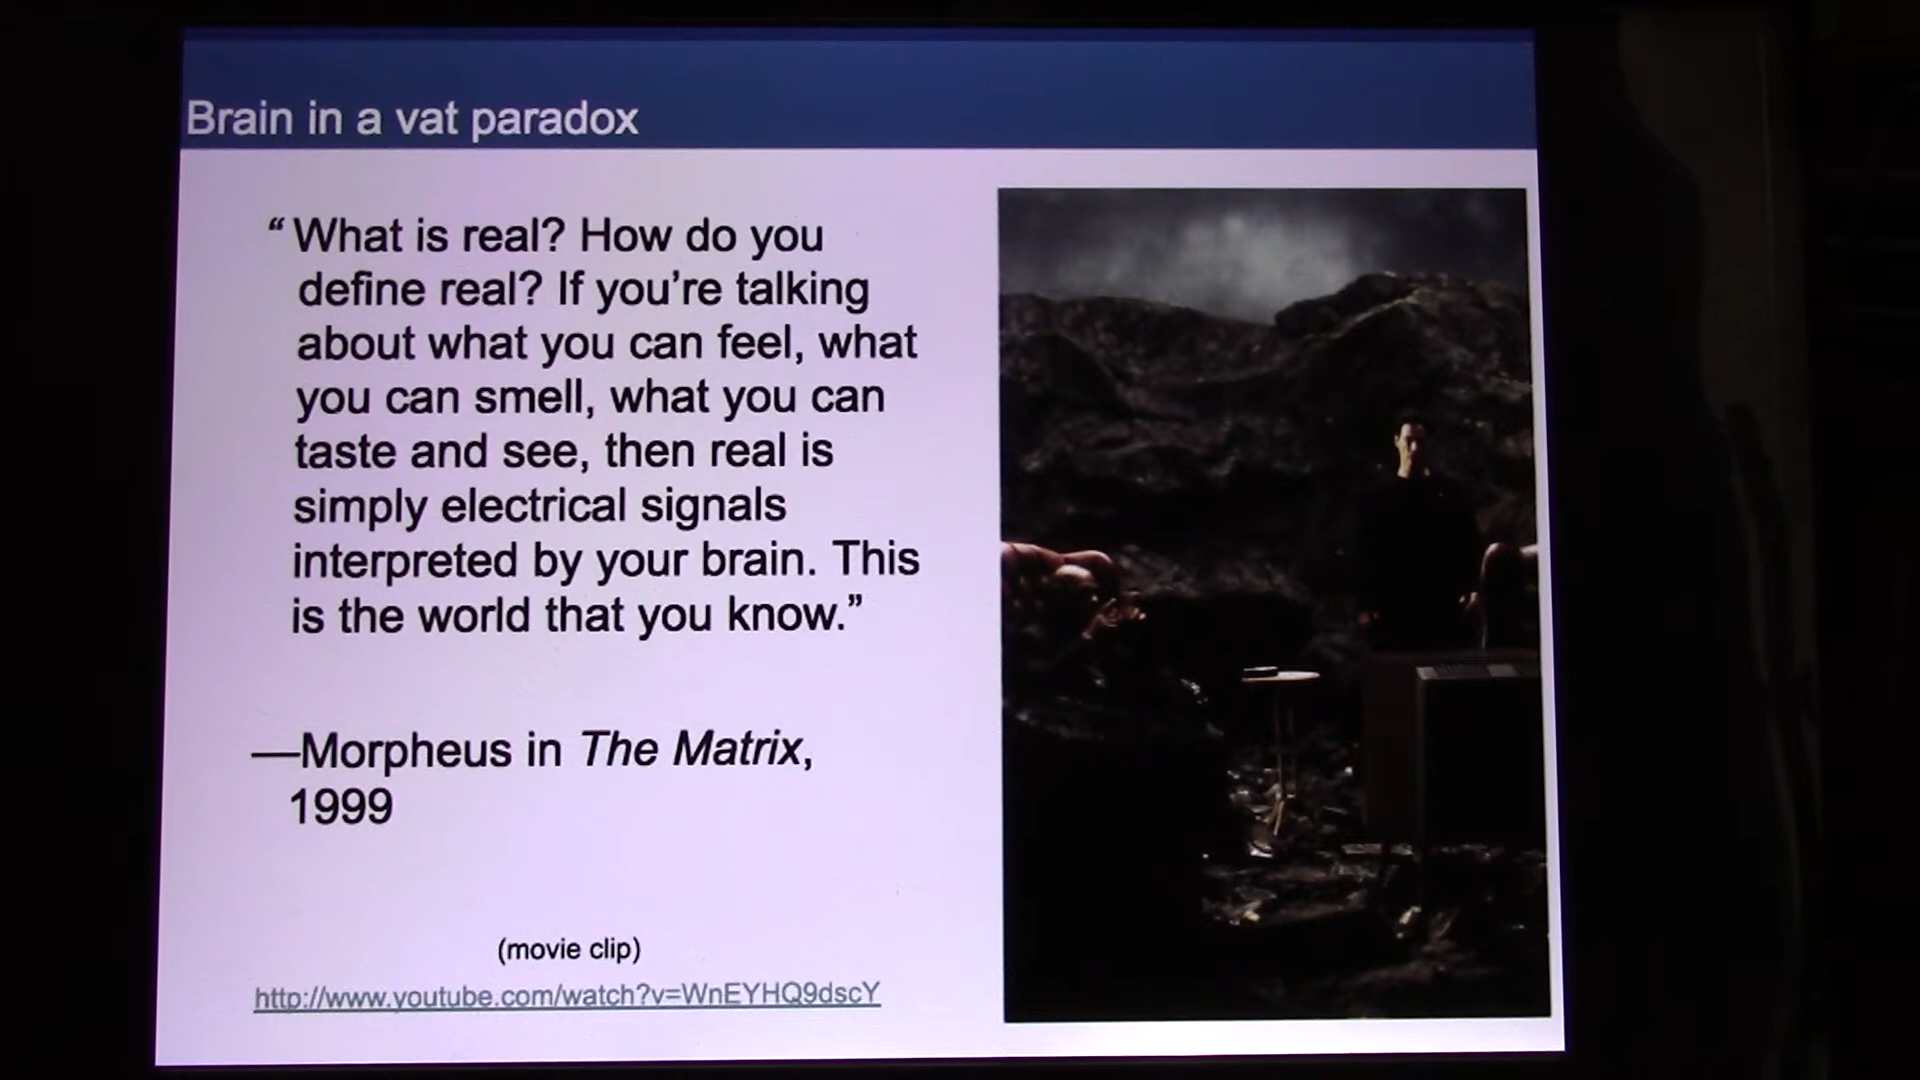 Brain in a vat paradox
“ What is real? How do you
define real? If you’re talking
about what you can feel, what
you can smell, what you can
taste and see, then real is
simply electrical signals
interpreted by your brain. This
is the world that you know.”
—Morpheus in The Matrix,
1999
(movie clip)
http://www.youtube.com/watch?v=WnEYHQ9dscY